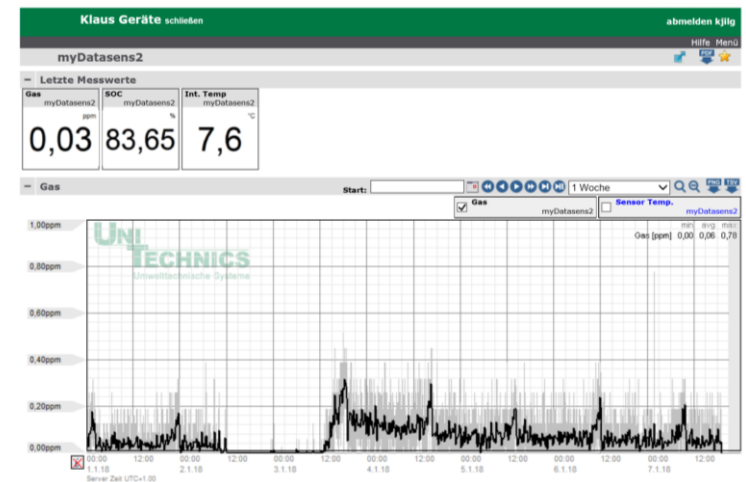 Klaus Geräte schließen
abmelden kjilg
Hilfe Menü
myDatasens2
PDF
− Letzte Messwerte
Gas
myDatasens2
ppm
0,03
SOC
myDatasens2
%
83,65
Int. Temp
myDatasens2
°C
7,6
− Gas
Start:
1 Woche
PNG
TSV
Gas
myDatasens2
Sensor Temp.
myDatasens2
UNITECHNICS
Umwelttechnische Systeme
min avg max
Gas [ppm] 0,00 0,06 0,78
1,00ppm
0,80ppm
0,60ppm
0,40ppm
0,20ppm
0,00ppm
00:00 12:00 00:00 12:00 00:00 12:00 00:00 12:00 00:00 12:00 00:00 12:00 00:00 12:00
1.1.18 2.1.18 3.1.18 4.1.18 5.1.18 6.1.18 7.1.18
Server Zeit UTC+1.00